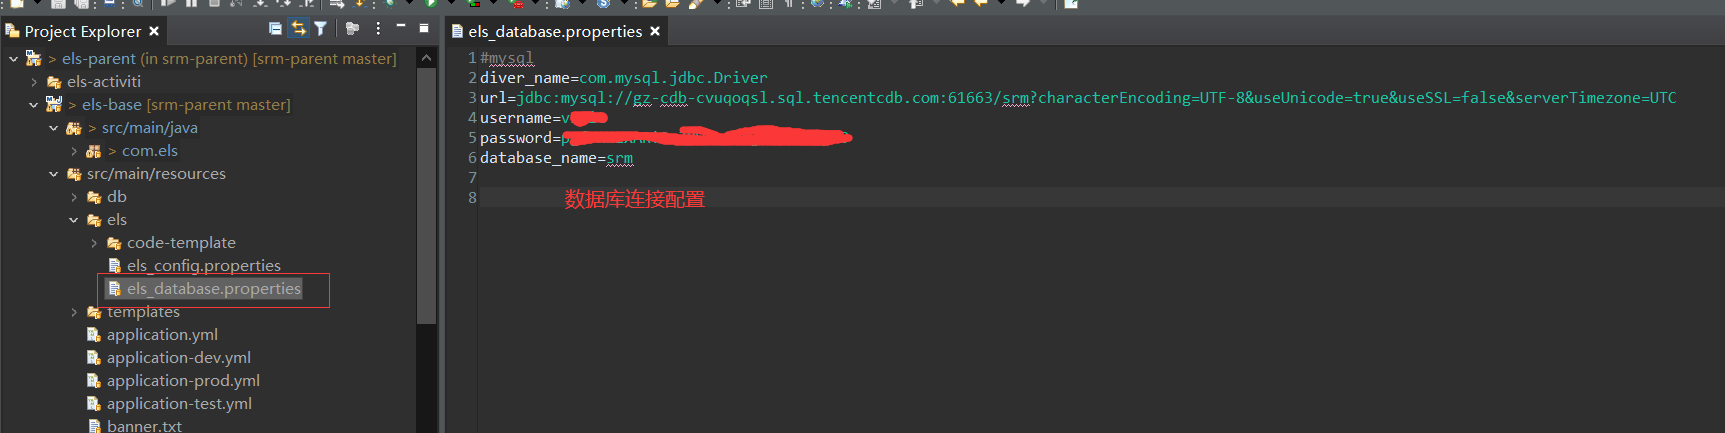 Project Explorer
els_database.properties
> els-parent (in srm-parent) [srm-parent master]
els-activiti
> els-base [srm-parent master]
> src/main/java
> com.els
src/main/resources
db
els
code-template
els_config.properties
els_database.properties
templates
application.yml
application-dev.yml
application-prod.yml
application-test.yml
banner.txt
1 #mysql
2 diver_name=com.mysql.jdbc.Driver
3 url=jdbc:mysql://gz-cdb-cvuqoqsl.sql.tencentcdb.com:61663/srm?characterEncoding=UTF-8&useUnicode=true&useSSL=false&serverTimezone=UTC
4 username=
5 password=
6 database_name=srm
7
8 数据库连接配置